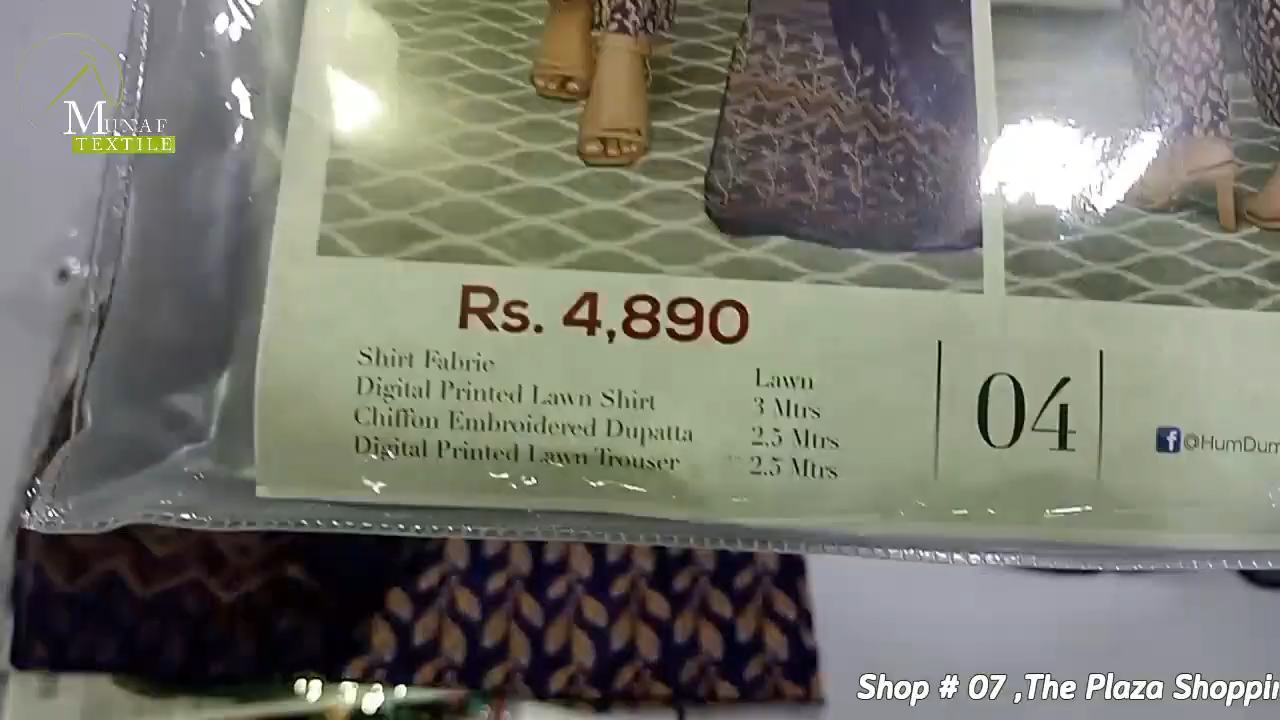 MUNAF
TEXTILE
Rs. 4,890
Shirt Fabric Lawn
Digital Printed Lawn Shirt 3 Mtrs
Chiffon Embroidered Dupatta 2.5 Mtrs
Digital Printed Lawn Trouser 2.5 Mtrs
04
@HumDum
Shop # 07 ,The Plaza Shoppin